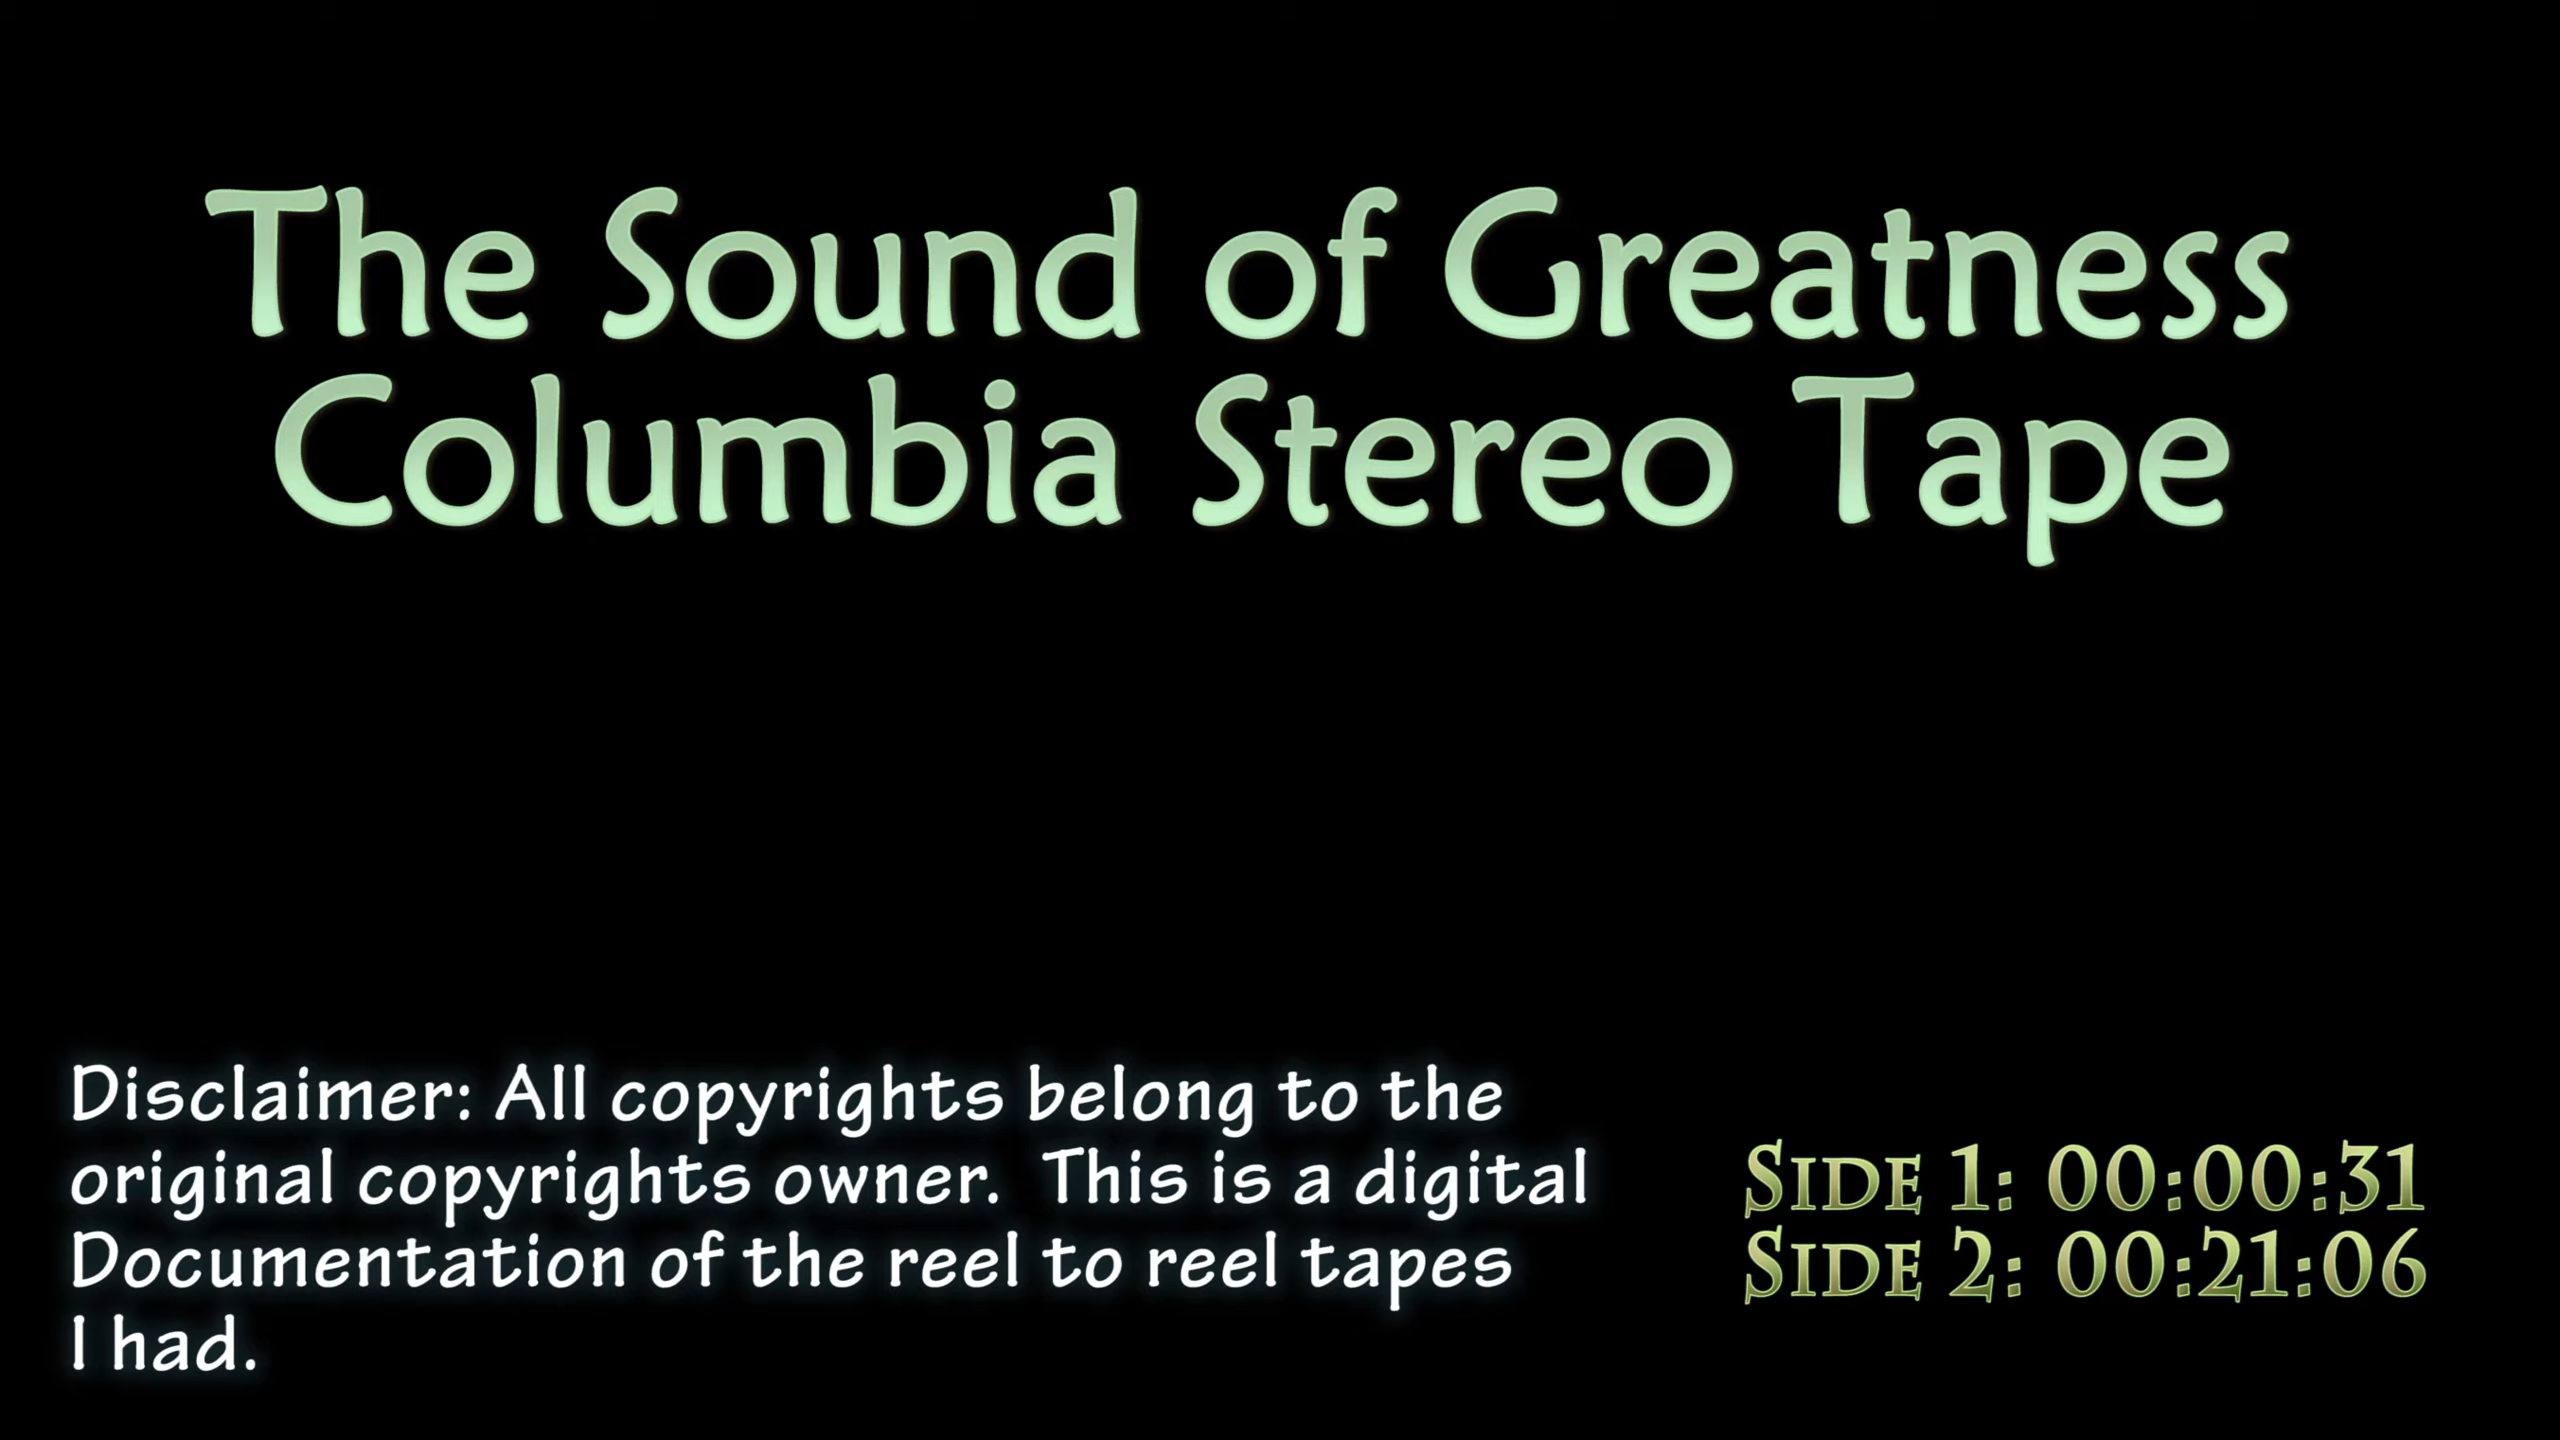 The Sound of Greatness
Columbia Stereo Tape
Disclaimer: All copyrights belong to the
original copyrights owner.  This is a digital
Documentation of the reel to reel tapes
I had.
Side 1: 00:00:31
Side 2: 00:21:06